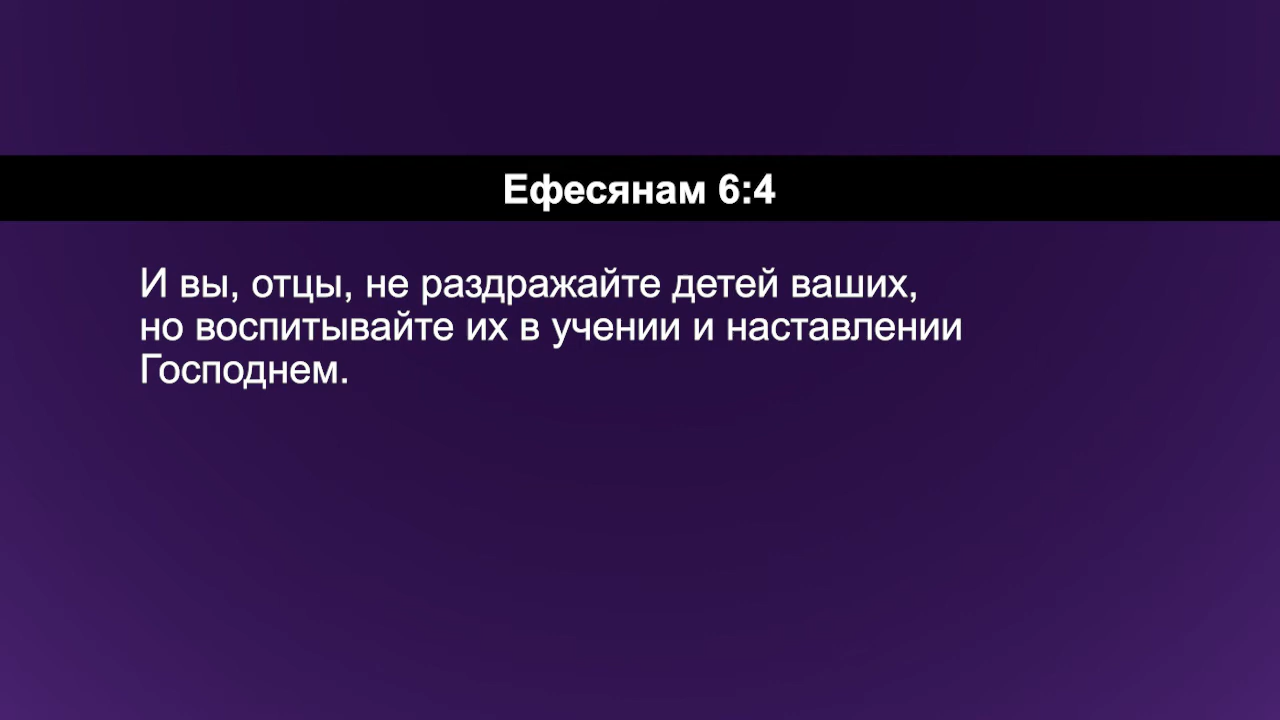 Ефесянам 6:4
И вы, отцы, не раздражайте детей ваших,
но воспитывайте их в учении и наставлении
Господнем.